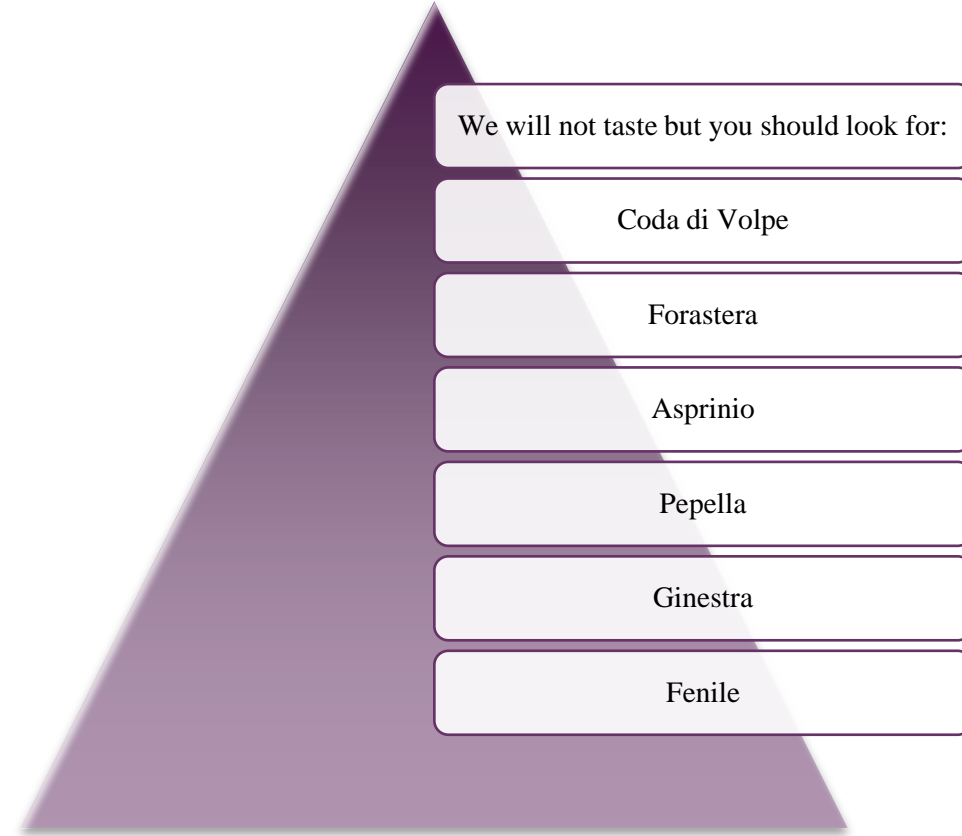 We will not taste but you should look for:
Coda di Volpe
Forastera
Asprinio
Pepella
Ginestra
Fenile